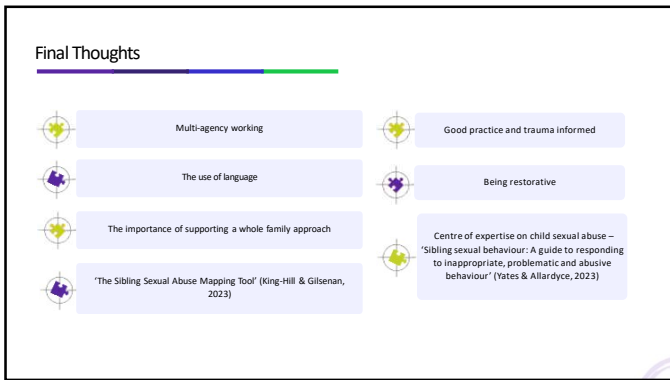 Final Thoughts
Multi-agency working
The use of language
The importance of supporting a whole family approach
‘The Sibling Sexual Abuse Mapping Tool’ (King-Hill & Gilsenan,
2023)
Good practice and trauma informed
Being restorative
Centre of expertise on child sexual abuse –
‘Sibling sexual behaviour: A guide to responding
to inappropriate, problematic and abusive
behaviour’ (Yates & Allardyce, 2023)